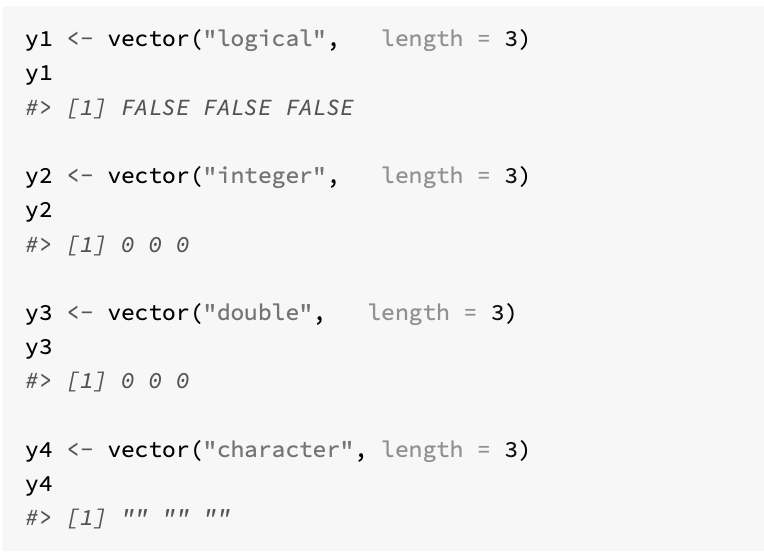 y1 <- vector("logical",   length = 3)
y1
#> [1] FALSE FALSE FALSE
y2 <- vector("integer",   length = 3)
y2
#> [1] 0 0 0
y3 <- vector("double",   length = 3)
y3
#> [1] 0 0 0
y4 <- vector("character", length = 3)
y4
#> [1] "" "" ""